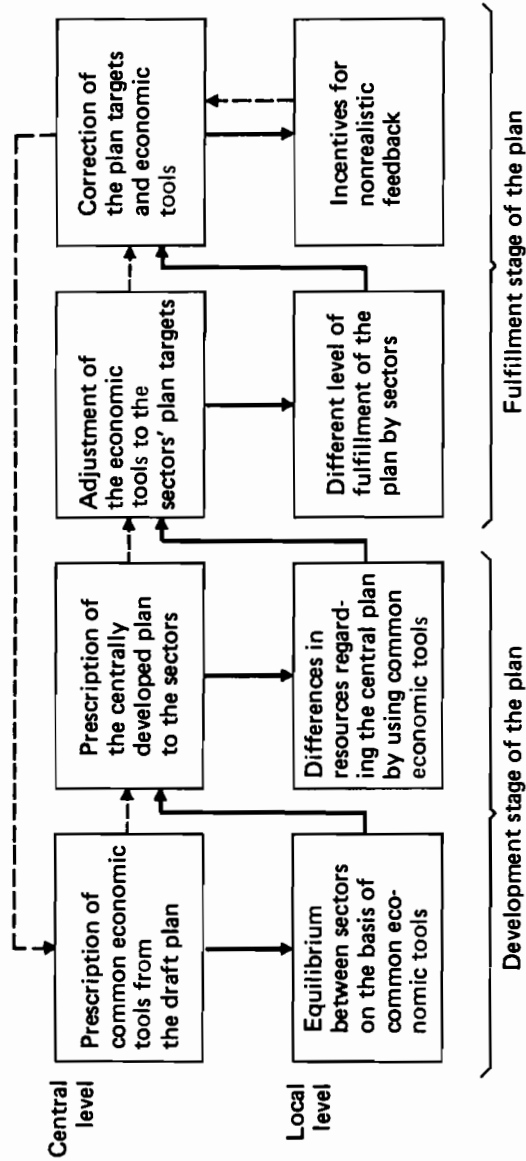 Central
level
Prescription of
common economic
tools from
the draft plan
Prescription of
the centrally
developed plan
to the sectors
Adjustment of
the economic
tools to the
sectors' plan targets
Correction of
the plan targets
and economic
tools
Local
level
Equilibrium
between sectors
on the basis of
common eco-
nomic tools
Differences in
resources regard-
ing the central plan
by using common
economic tools
Different level of
fulfillment of the
plan by sectors
Incentives for
nonrealistic
feedback
Development stage of the plan
Fulfillment stage of the plan